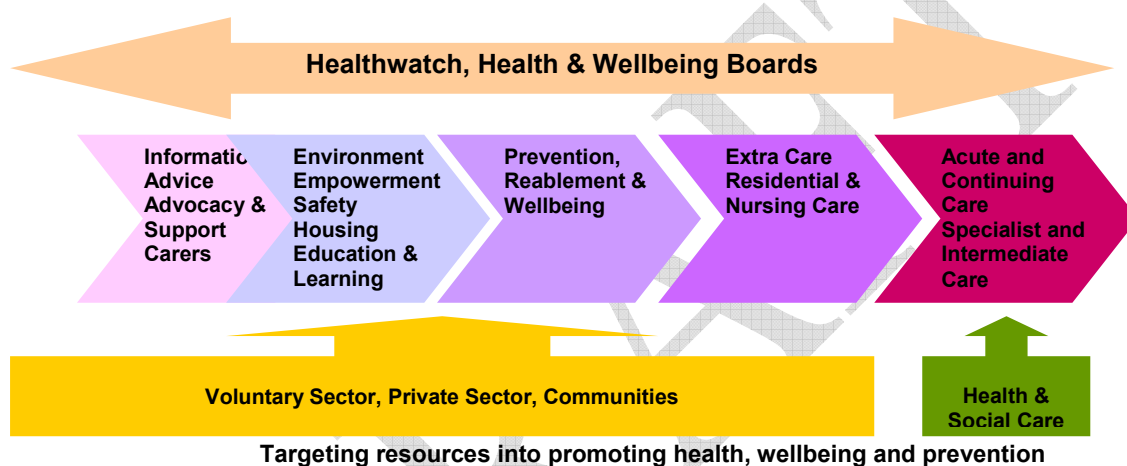 Healthwatch, Health & Wellbeing Boards
Informatio
Advice
Advocacy &
Support
Carers
Environment
Empowerment
Safety
Housing
Education &
Learning
Prevention,
Reablement &
Wellbeing
Extra Care
Residential &
Nursing Care
Acute and
Continuing
Care
Specialist and
Intermediate
Care
Voluntary Sector, Private Sector, Communities
Health &
Social Care
Targeting resources into promoting health, wellbeing and prevention